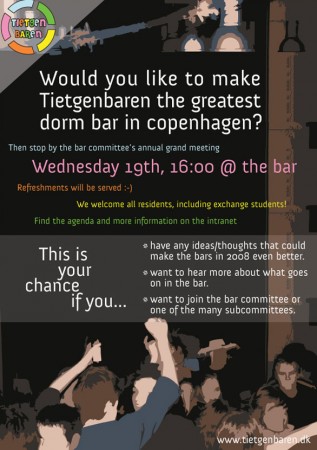 TIETGEN
BAREN
Would you like to make
Tietgenbaren the greatest
dorm bar in copenhagen?
Then stop by the bar committee's annual grand meeting
Wednesday 19th, 16:00 @ the bar
Refreshments will be served :-)
We welcome all residents, including exchange students!
Find the agenda and more information on the intranet
This is
your
chance
if you...
have any ideas/thoughts that could
make the bars in 2008 even better.
want to hear more about what goes
on in the bar.
want to join the bar committee or
one of the many subcommittees.
www.tietgenbaren.dk